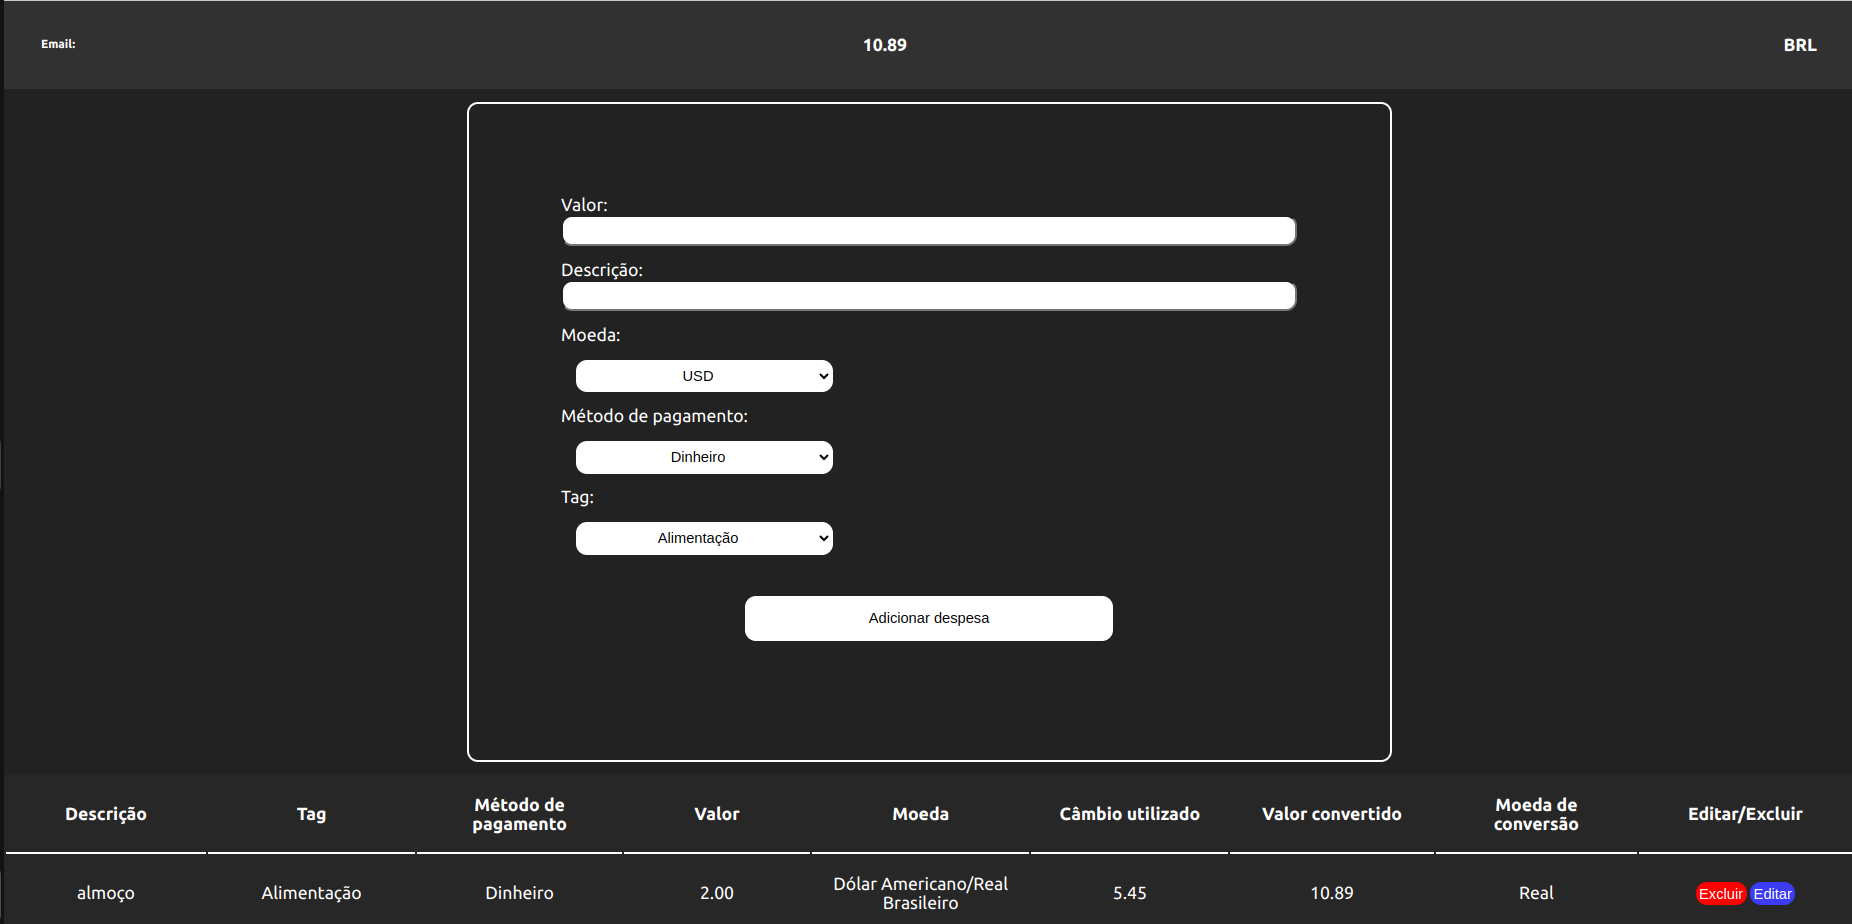 Email:
10.89
BRL
Valor:
Descrição:
Moeda:
USD
Método de pagamento:
Dinheiro
Tag:
Alimentação
Adicionar despesa
Descrição
Tag
Método de
pagamento
Valor
Moeda
Câmbio utilizado
Valor convertido
Moeda de
conversão
Editar/Excluir
almoço
Alimentação
Dinheiro
2.00
Dólar Americano/Real
Brasileiro
5.45
10.89
Real
Excluir
Editar